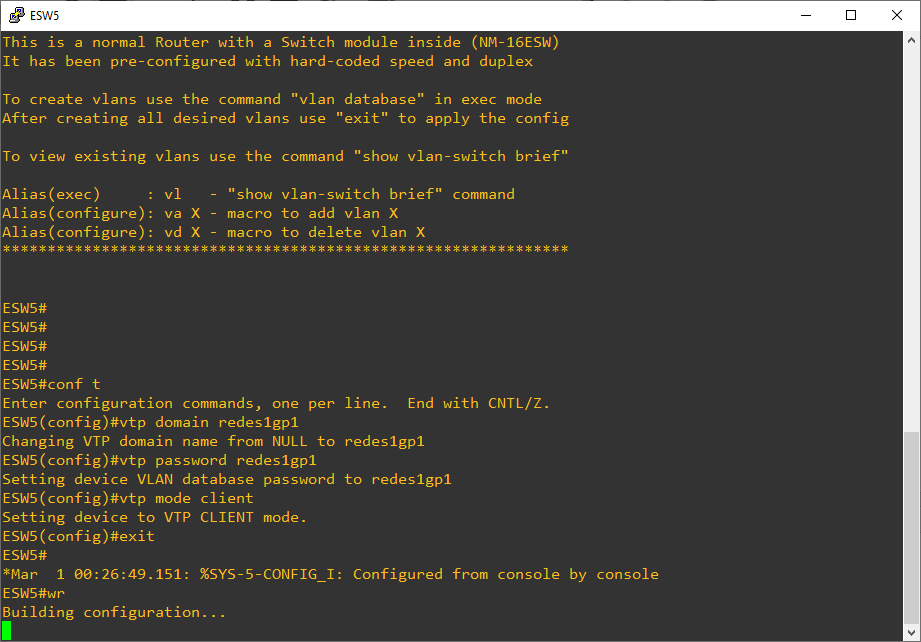 ESW5
This is a normal Router with a Switch module inside (NM-16ESW)
It has been pre-configured with hard-coded speed and duplex
To create vlans use the command "vlan database" in exec mode
After creating all desired vlans use "exit" to apply the config
To view existing vlans use the command "show vlan-switch brief"
Alias(exec)     : vl   - "show vlan-switch brief" command
Alias(configure): va X - macro to add vlan X
Alias(configure): vd X - macro to delete vlan X
***************************************************************
ESW5#
ESW5#
ESW5#
ESW5#
ESW5#conf t
Enter configuration commands, one per line.  End with CNTL/Z.
ESW5(config)#vtp domain redes1gp1
Changing VTP domain name from NULL to redes1gp1
ESW5(config)#vtp password redes1gp1
Setting device VLAN database password to redes1gp1
ESW5(config)#vtp mode client
Setting device to VTP CLIENT mode.
ESW5(config)#exit
ESW5#
*Mar  1 00:26:49.151: %SYS-5-CONFIG_I: Configured from console by console
ESW5#wr
Building configuration...